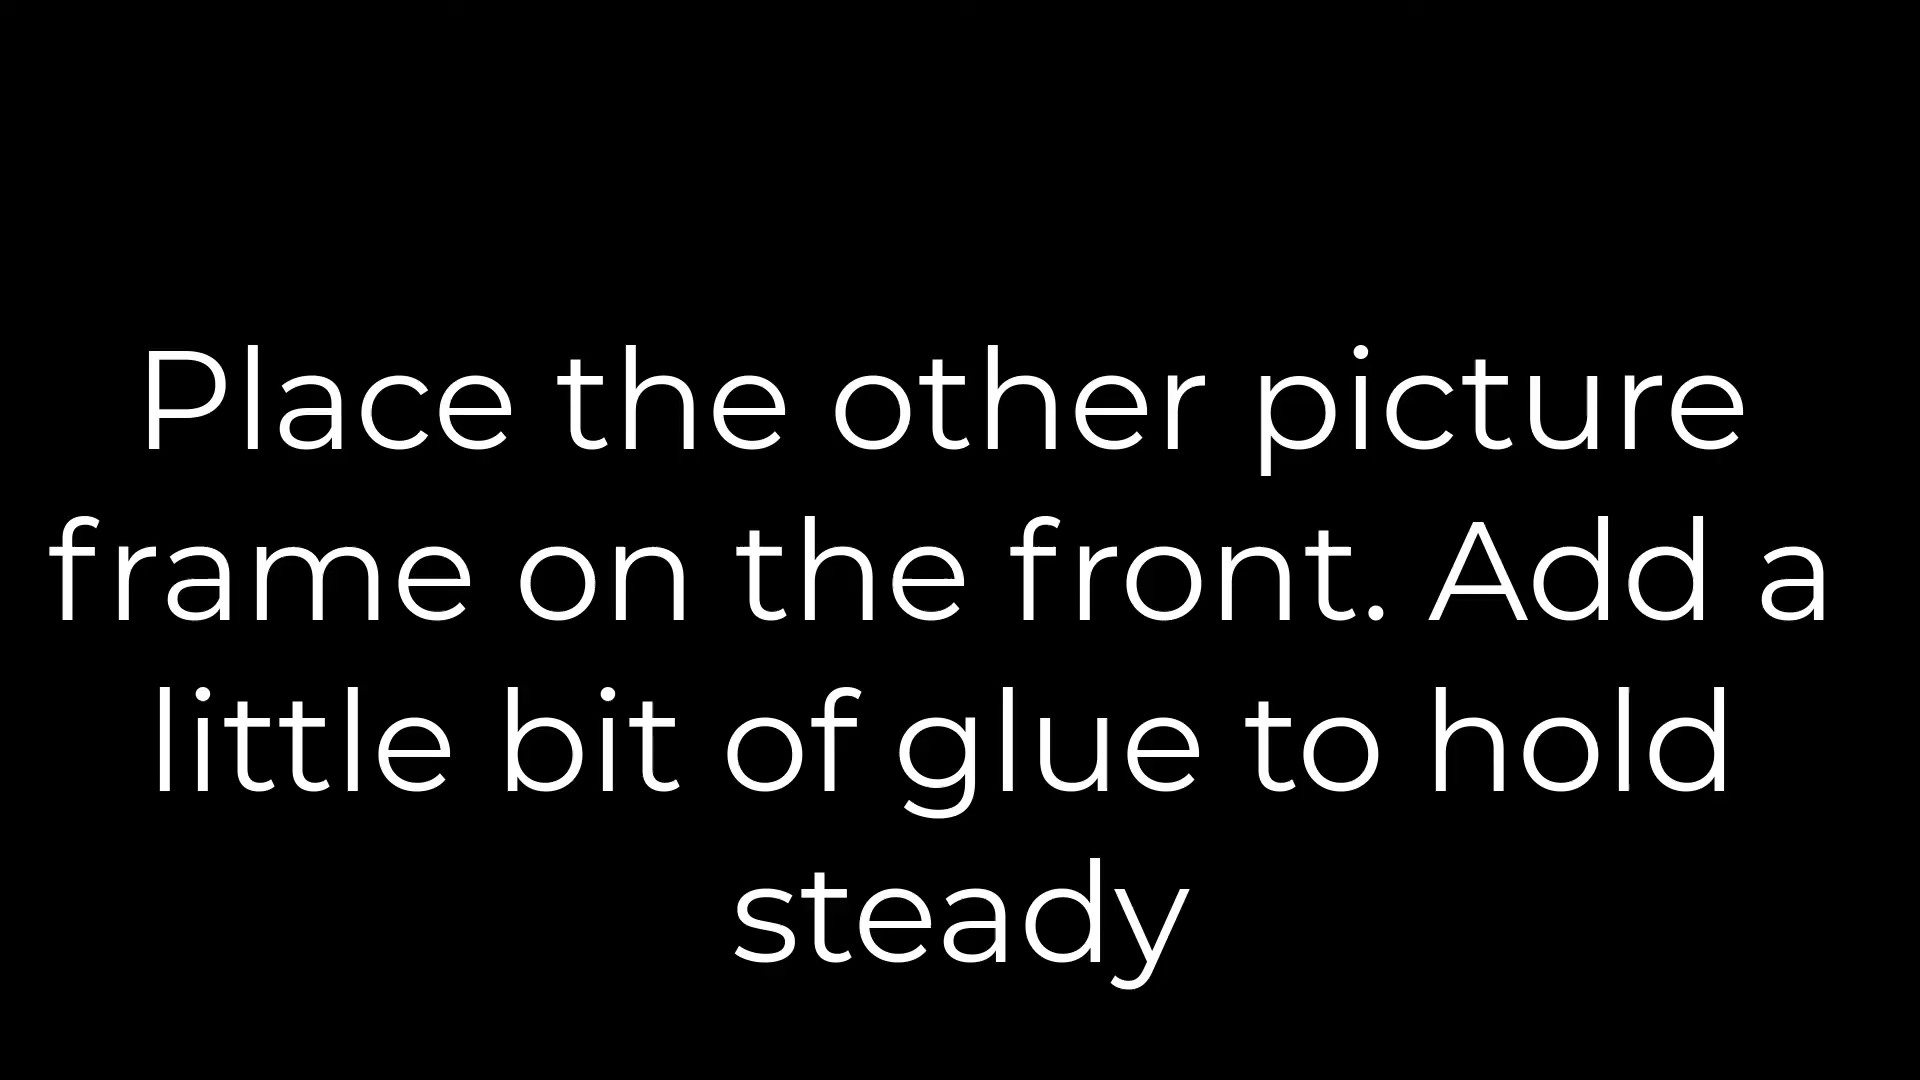 Place the other picture
frame on the front. Add a
little bit of glue to hold
steady